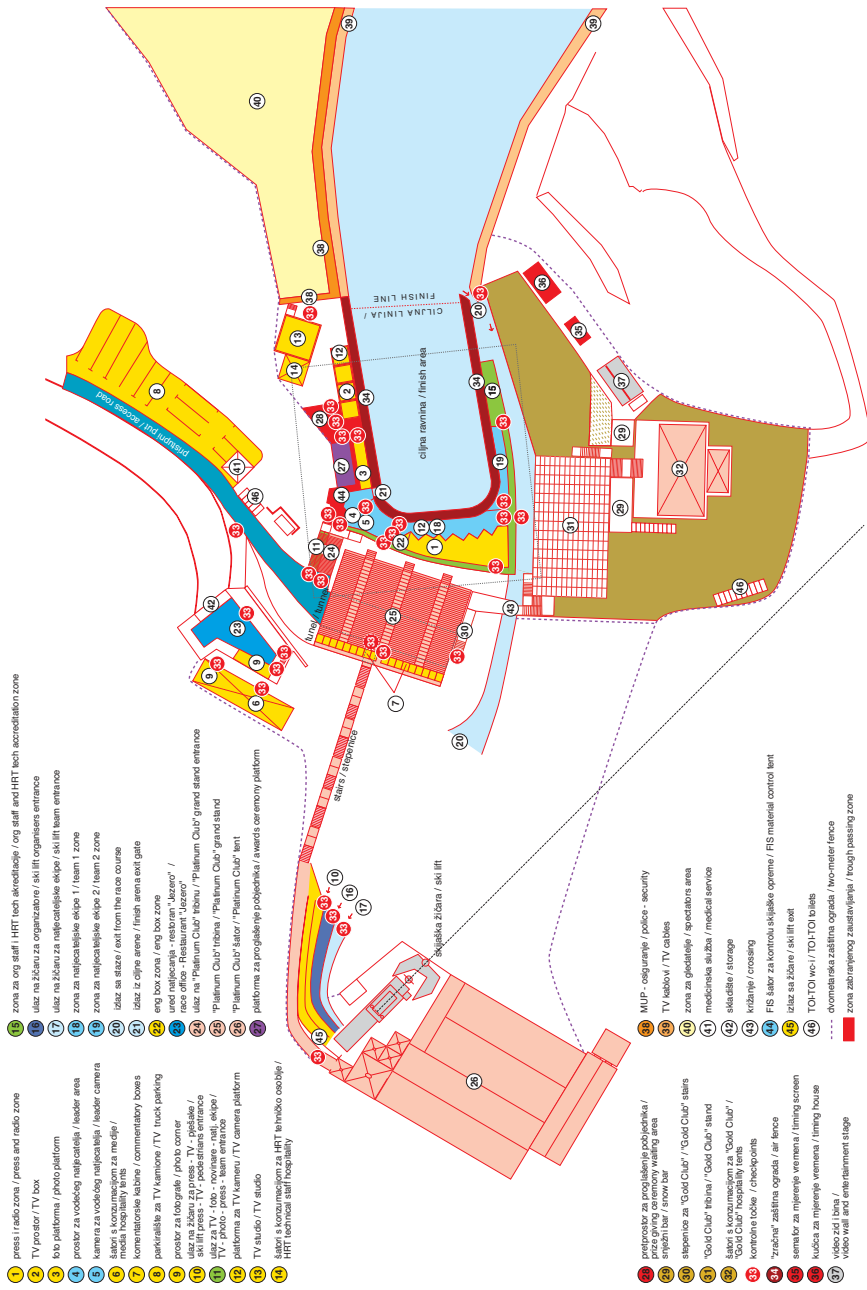 1 press i radio zona / press and radio zone
2 TV prostor / TV box
3 foto platforma / photo platform
4 prostor za vodećeg natjecatelja / leader area
5 kamera za vodećeg natjecatelja / leader camera
6 šatori s konzumacijom za medije /
media hospitality tents
7 komentatorske kabine / commentatory boxes
8 parkiralište za TV kamione / TV truck parking
9 prostor za fotografe / photo corner
10 ulaz na žičaru za press - TV - pješake /
ski lift press - TV - pedestrians entrance
11 ulaz za TV - foto - novinare - natj. ekipe /
TV - photo - press - team entrance
12 platforma za TV kameru / TV camera platform
13 TV studio / TV studio
14 šatori s konzumacijom za HRT tehničko osoblje /
HRT technical staff hospitality
15 zona za org staff i HRT tech akreditacije / org staff and HRT tech accreditation zone
16 ulaz na žičaru za organizatore / ski lift organisers entrance
17 ulaz na žičaru za natjecateljske ekipe / ski lift team entrance
18 zona za natjecateljske ekipe 1 / team 1 zone
19 zona za natjecateljske ekipe 2 / team 2 zone
20 izlaz sa staze / exit from the race course
21 izlaz iz ciljne arene / finish arena exit gate
22 eng box zona / eng box zone
23 ured natjecanja - restoran "Jezero" /
race office - Restaurant "Jezero"
24 ulaz na "Platinum Club" tribinu / "Platinum Club" grand stand entrance
25 "Platinum Club" tribina / "Platinum Club" grand stand
26 "Platinum Club" šator / "Platinum Club" tent
27 platforma za proglašenje pobjednika / awards ceremony platform
28 pretprostor za proglašenje pobjednika /
prize giving ceremony waiting area
29 snježni bar / snow bar
30 stepenice za "Gold Club" / "Gold Club" stairs
31 "Gold Club" tribina / "Gold Club" stand
32 šatori s konzumacijom za "Gold Club" /
"Gold Club" hospitality tents
33 kontrolne točke / checkpoints
34 "zračna" zaštitna ograda / air fence
35 semafor za mjerenje vremena / timing screen
36 kućica za mjerenje vremena / timing house
37 video zid i bina /
video wall and entertainment stage
38 MUP - osiguranje / police - security
39 TV kablovi / TV cables
40 zona za gledatelje / spectators area
41 medicinska služba / medical service
42 skladište / storage
43 križanje / crossing
44 FIS šator za kontrolu skijaške opreme / FIS material control tent
45 izlaz sa žičare / ski lift exit
46 TOI-TOI wc-i / TOI-TOI toilets
dvometarska zaštitna ograda / two-meter fence
zona zabranjenog zaustavljanja / trough passing zone
pristupni put / access road
tunel / tunnel
stairs / stepenice
skijaška žičara / ski lift
ciljna ravnina / finish area
CILJNA LINIJA /
FINISH LINE